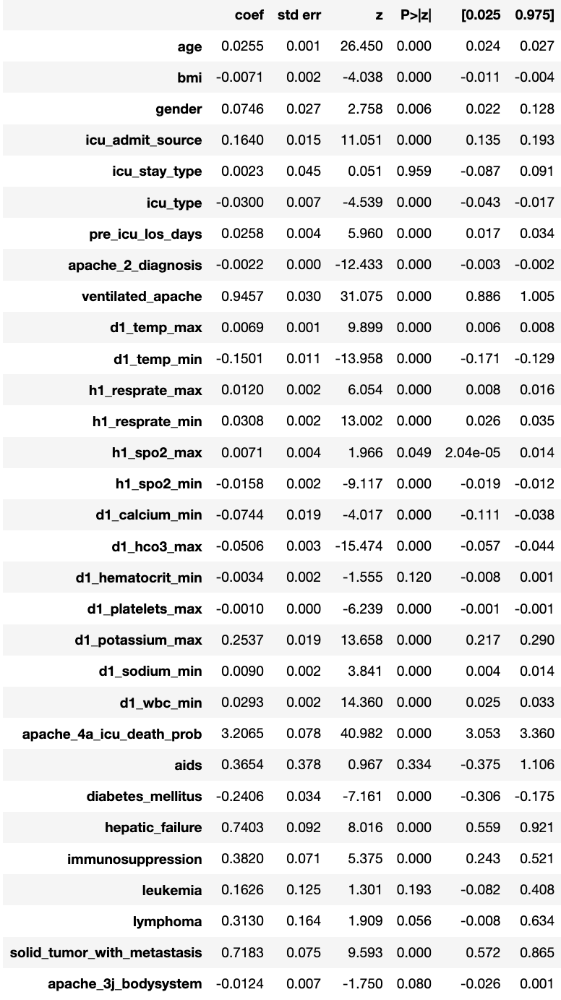 coef std err z P>|z| [0.025 0.975]
age 0.0255 0.001 26.450 0.000 0.024 0.027
bmi -0.0071 0.002 -4.038 0.000 -0.011 -0.004
gender 0.0746 0.027 2.758 0.006 0.022 0.128
icu_admit_source 0.1640 0.015 11.051 0.000 0.135 0.193
icu_stay_type 0.0023 0.045 0.051 0.959 -0.087 0.091
icu_type -0.0300 0.007 -4.539 0.000 -0.043 -0.017
pre_icu_los_days 0.0258 0.004 5.960 0.000 0.017 0.034
apache_2_diagnosis -0.0022 0.000 -12.433 0.000 -0.003 -0.002
ventilated_apache 0.9457 0.030 31.075 0.000 0.886 1.005
d1_temp_max 0.0069 0.001 9.899 0.000 0.006 0.008
d1_temp_min -0.1501 0.011 -13.958 0.000 -0.171 -0.129
h1_resprate_max 0.0120 0.002 6.054 0.000 0.008 0.016
h1_resprate_min 0.0308 0.002 13.002 0.000 0.026 0.035
h1_spo2_max 0.0071 0.004 1.966 0.049 2.04e-05 0.014
h1_spo2_min -0.0158 0.002 -9.117 0.000 -0.019 -0.012
d1_calcium_min -0.0744 0.019 -4.017 0.000 -0.111 -0.038
d1_hco3_max -0.0506 0.003 -15.474 0.000 -0.057 -0.044
d1_hematocrit_min -0.0034 0.002 -1.555 0.120 -0.008 0.001
d1_platelets_max -0.0010 0.000 -6.239 0.000 -0.001 -0.001
d1_potassium_max 0.2537 0.019 13.658 0.000 0.217 0.290
d1_sodium_min 0.0090 0.002 3.841 0.000 0.004 0.014
d1_wbc_min 0.0293 0.002 14.360 0.000 0.025 0.033
apache_4a_icu_death_prob 3.2065 0.078 40.982 0.000 3.053 3.360
aids 0.3654 0.378 0.967 0.334 -0.375 1.106
diabetes_mellitus -0.2406 0.034 -7.161 0.000 -0.306 -0.175
hepatic_failure 0.7403 0.092 8.016 0.000 0.559 0.921
immunosuppression 0.3820 0.071 5.375 0.000 0.243 0.521
leukemia 0.1626 0.125 1.301 0.193 -0.082 0.408
lymphoma 0.3130 0.164 1.909 0.056 -0.008 0.634
solid_tumor_with_metastasis 0.7183 0.075 9.593 0.000 0.572 0.865
apache_3j_bodysystem -0.0124 0.007 -1.750 0.080 -0.026 0.001